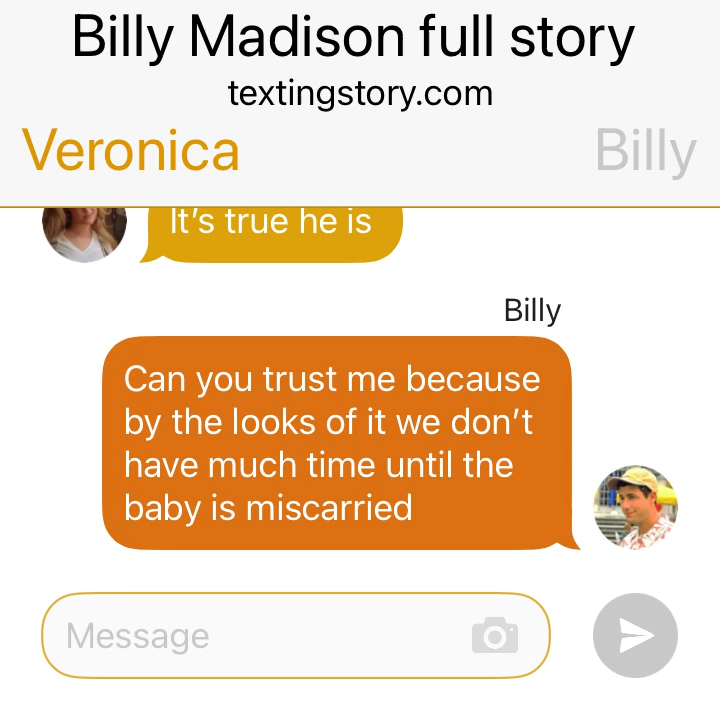 Billy Madison full story
textingstory.com
Veronica
Billy
It’s true he is
Billy
Can you trust me because
by the looks of it we don’t
have much time until the
baby is miscarried
Message